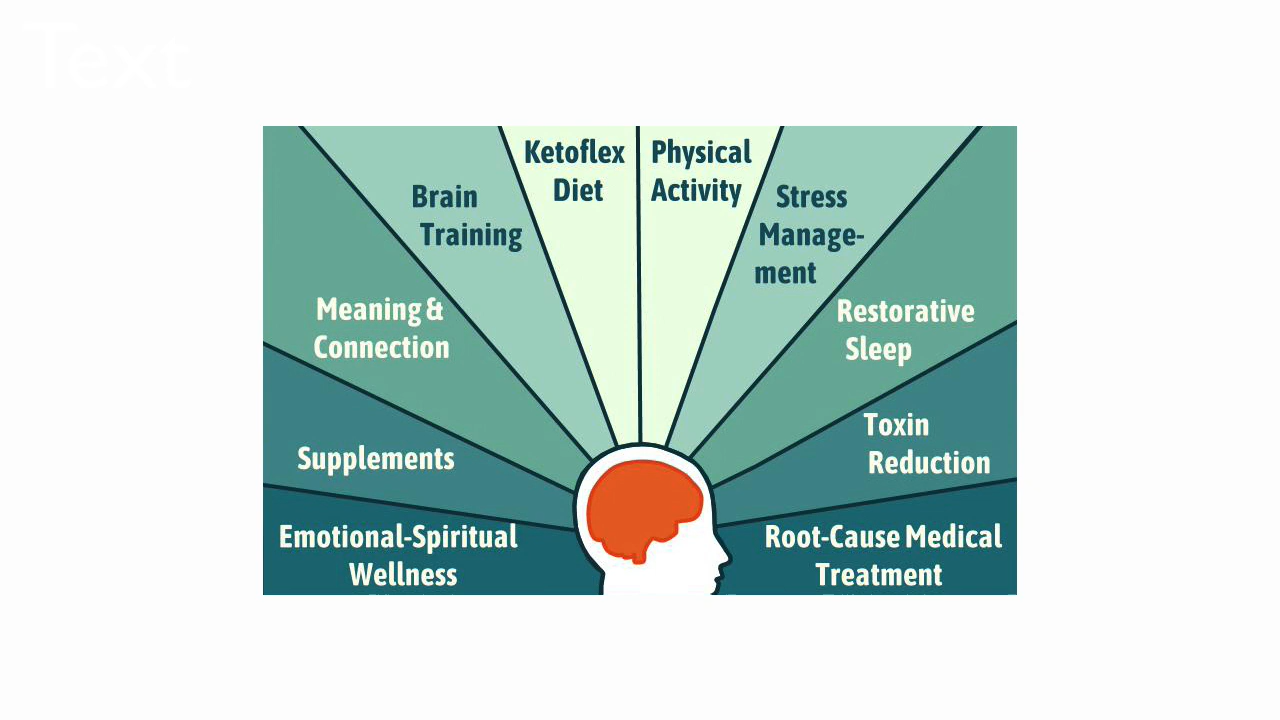 Text
Ketoflex
Diet
Physical
Activity
Brain
Training
Stress
Manage-
ment
Meaning &
Connection
Restorative
Sleep
Supplements
Toxin
Reduction
Emotional-Spiritual
Wellness
Root-Cause Medical
Treatment